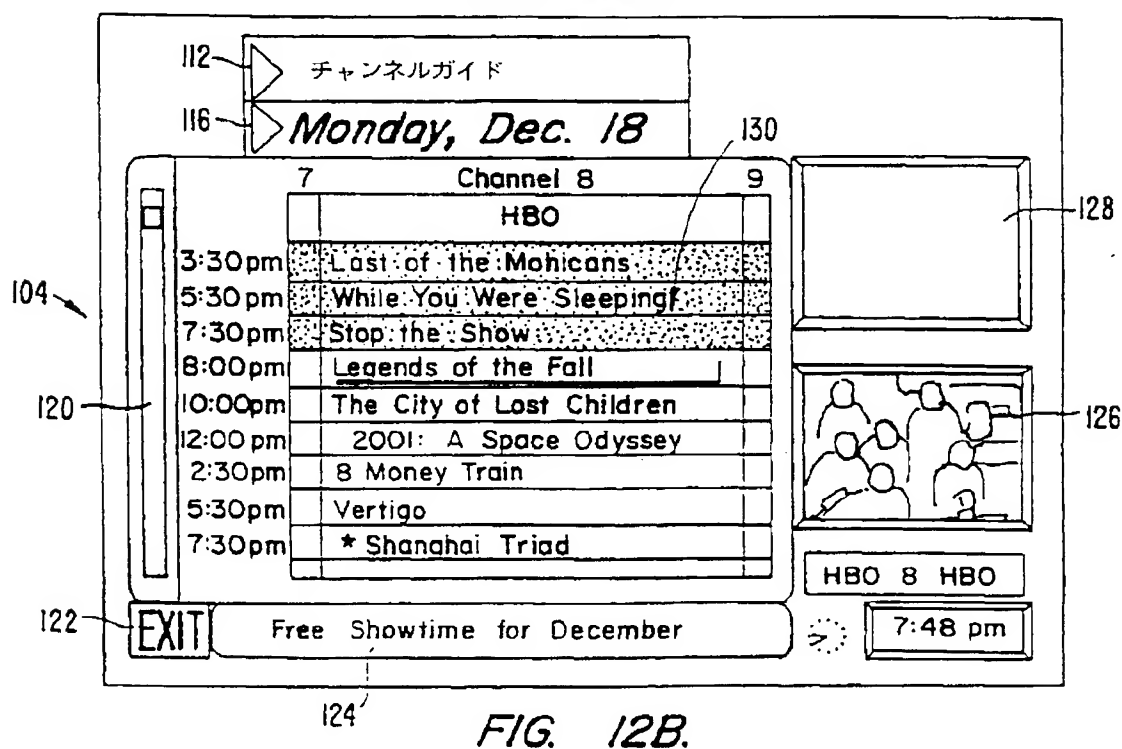 112
チャンネルガイド
116
Monday, Dec. 18
130
7 Channel 8 9
HBO
128
3:30pm Last of the Mohicans
104
5:30pm While You Were Sleeping
7:30pm Stop the Show
8:00pm Legends of the Fall
120
10:00pm The City of Lost Children
126
12:00 pm 2001: A Space Odyssey
2:30pm 8 Money Train
5:30pm Vertigo
7:30pm * Shanahai Triad
HBO 8 HBO
122
EXIT Free Showtime for December
7:48 pm
124
FIG. 12B.